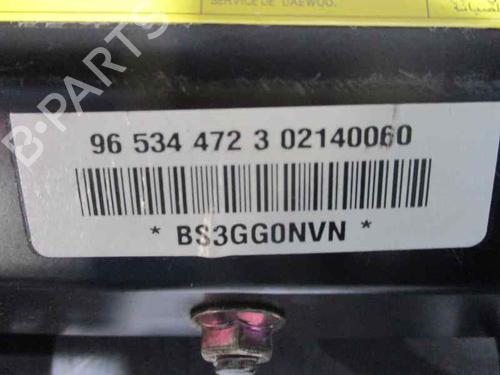 SERVICE DE DAEWOO.
96 534 472 3 02140060
* BS3GG0NVN *
B-PARTS